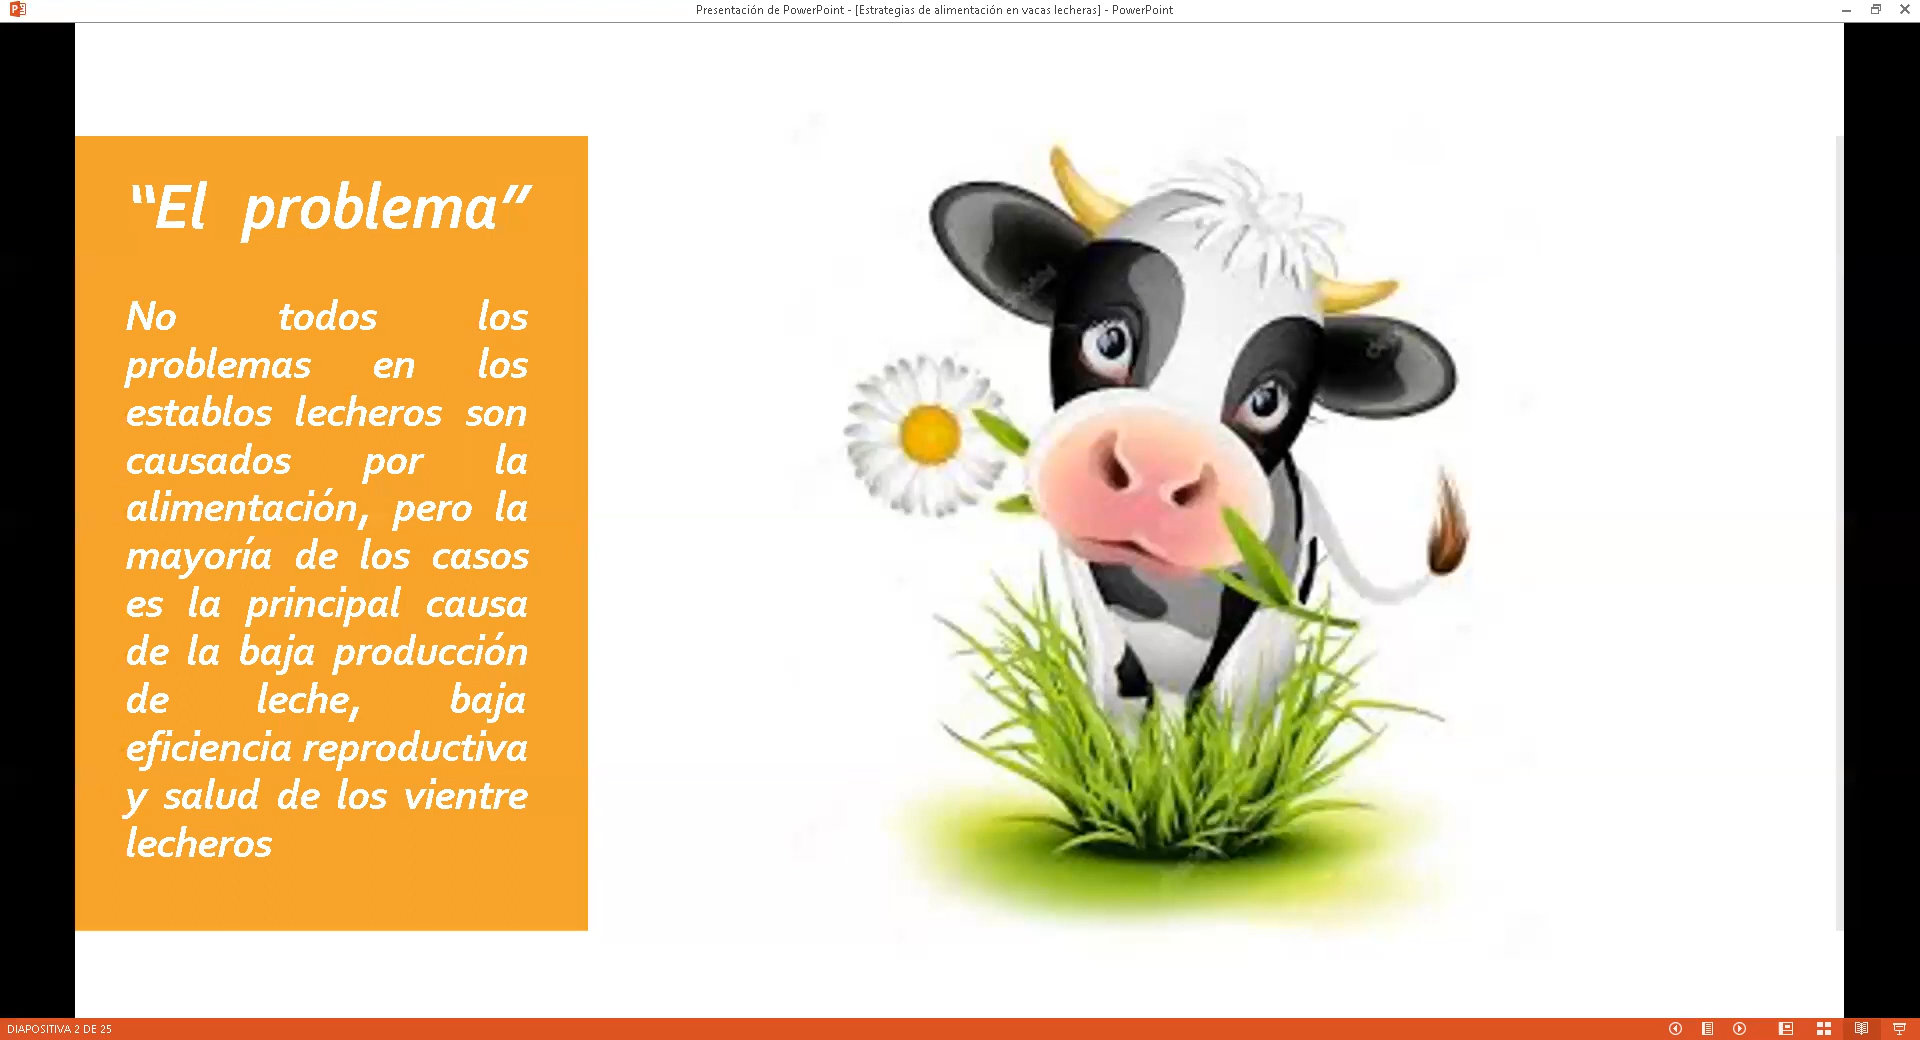 Presentación de PowerPoint - [Estrategias de alimentación en vacas lecheras] - PowerPoint
“El problema”
No todos los
problemas en los
establos lecheros son
causados por la
alimentación, pero la
mayoría de los casos
es la principal causa
de la baja producción
de leche, baja
eficiencia reproductiva
y salud de los vientre
lecheros
DIAPOSITIVA 2 DE 25